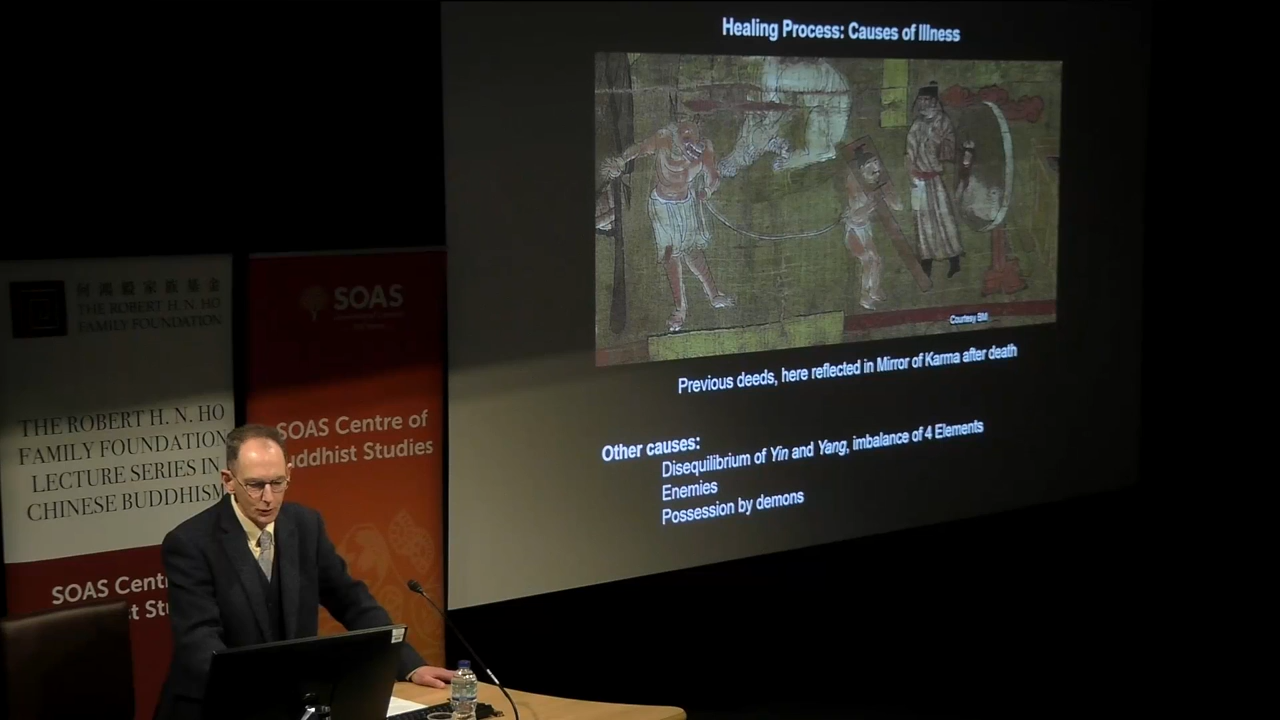 Healing Process: Causes of Illness
Courtesy BM
Previous deeds, here reflected in Mirror of Karma after death
Other causes:
Disequilibrium of Yin and Yang, imbalance of 4 Elements
Enemies
Possession by demons
何鴻毅家族基金
THE ROBERT H. N. HO
FAMILY FOUNDATION
THE ROBERT H. N. HO
FAMILY FOUNDATION
LECTURE SERIES IN
CHINESE BUDDHISM
SOAS Cent
t St
SOAS
SOAS Centre of
uddhist Studies